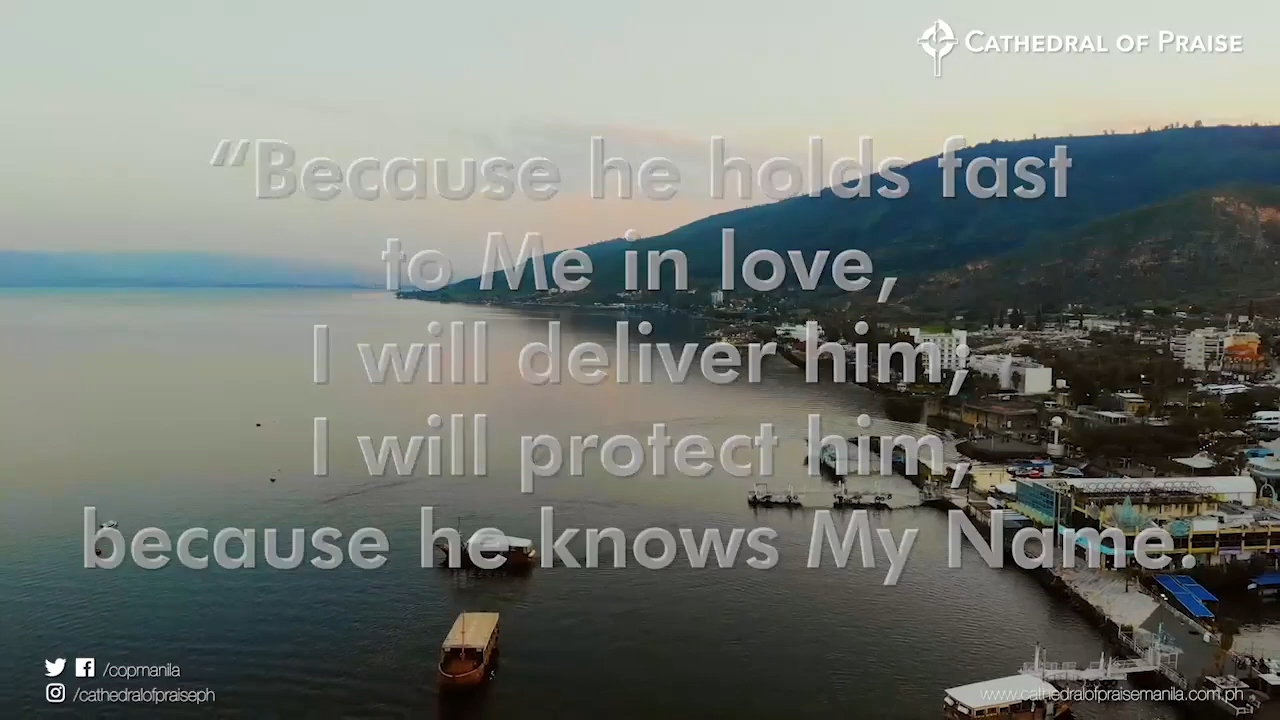 CATHEDRAL OF PRAISE
“Because he holds fast
to Me in love,
I will deliver him;
I will protect him,
because he knows My Name.
/copmanila
/cathedralofpraiseph
www.cathedralofpraisemanila.com.ph